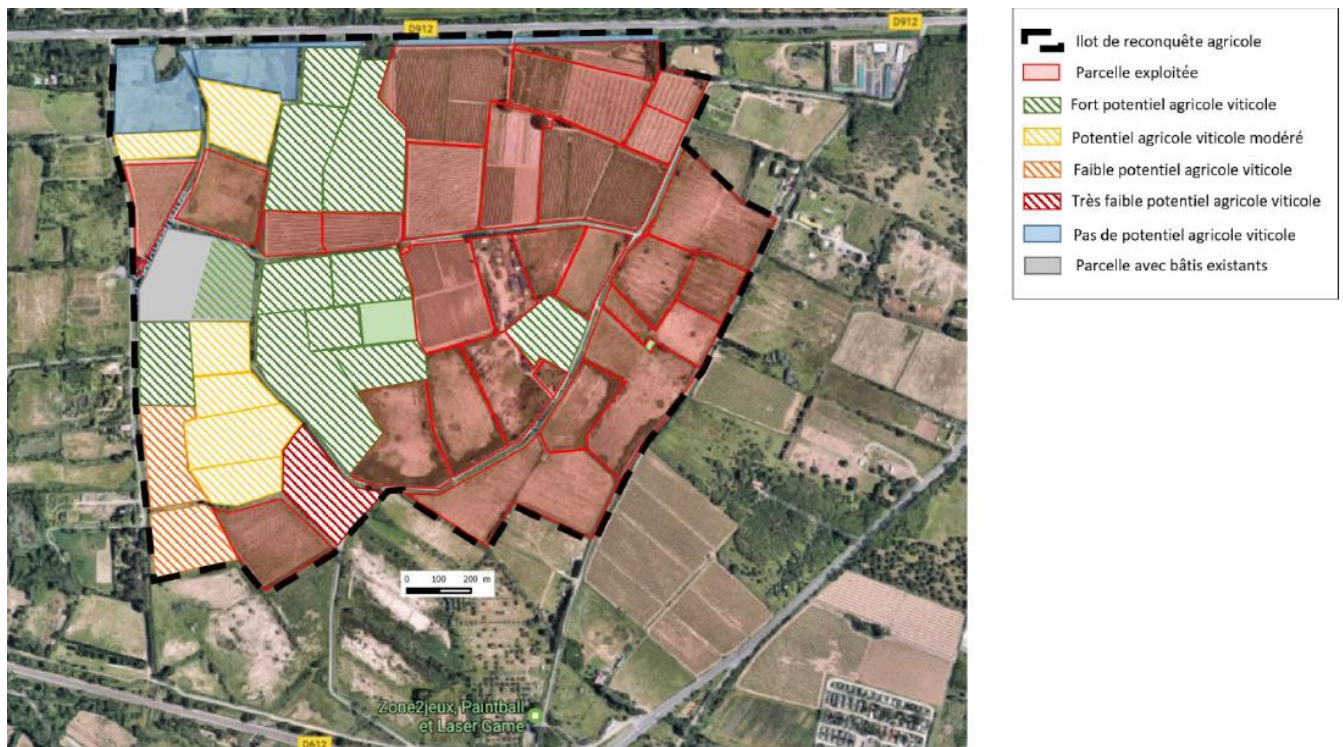 D912
D912
Ilot de reconquête agricole
Parcelle exploitée
Fort potentiel agricole viticole
Potentiel agricole viticole modéré
Faible potentiel agricole viticole
Très faible potentiel agricole viticole
Pas de potentiel agricole viticole
Parcelle avec bâtis existants
0 100 200 m
Zone2jeux, Paintball
et Laser Game
D612